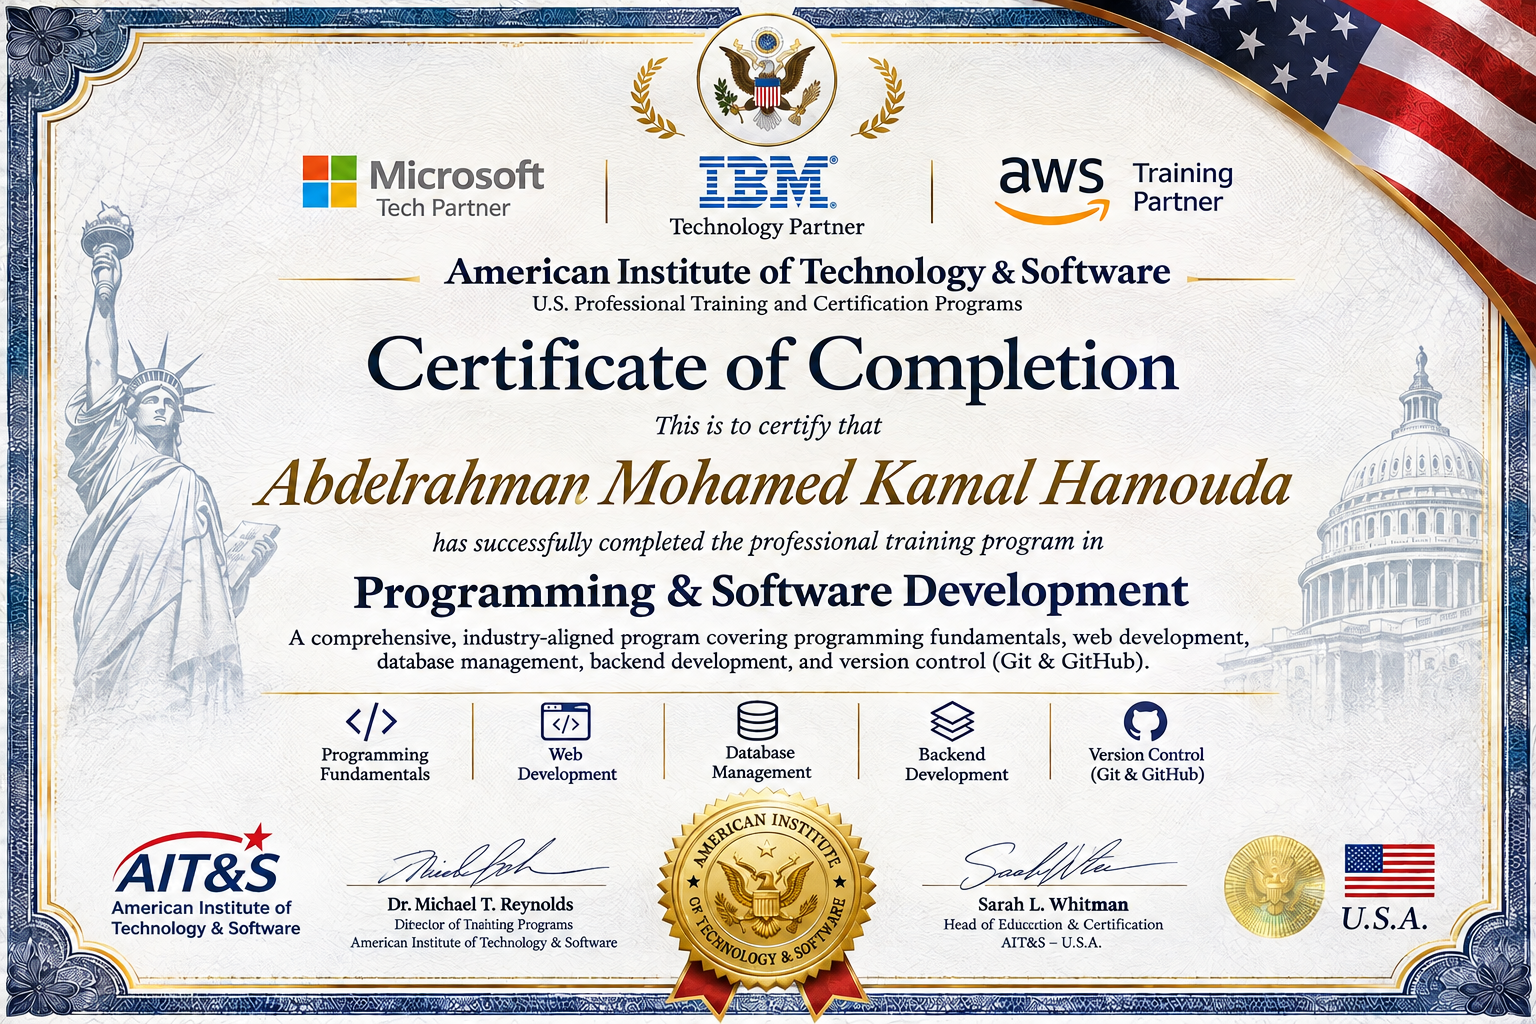 Microsoft
Tech Partner
IBM®
Technology Partner
aws
Training
Partner
American Institute of Technology & Software
U.S. Professional Training and Certification Programs
Certificate of Completion
This is to certify that
Abdelrahman Mohamed Kamal Hamouda
has successfully completed the professional training program in
Programming & Software Development
A comprehensive, industry-aligned program covering programming fundamentals, web development,
database management, backend development, and version control (Git & GitHub).
Programming
Fundamentals
Web
Development
Database
Management
Backend
Development
Version Control
(Git & GitHub)
AIT&S
American Institute of
Technology & Software
Dr. Michael T. Reynolds
Director of Training Programs
American Institute of Technology & Software
AMERICAN INSTITUTE
OF TECHNOLOGY & SOFTWARE
Sarah L. Whitman
Head of Education & Certification
AIT&S – U.S.A.
U.S.A.